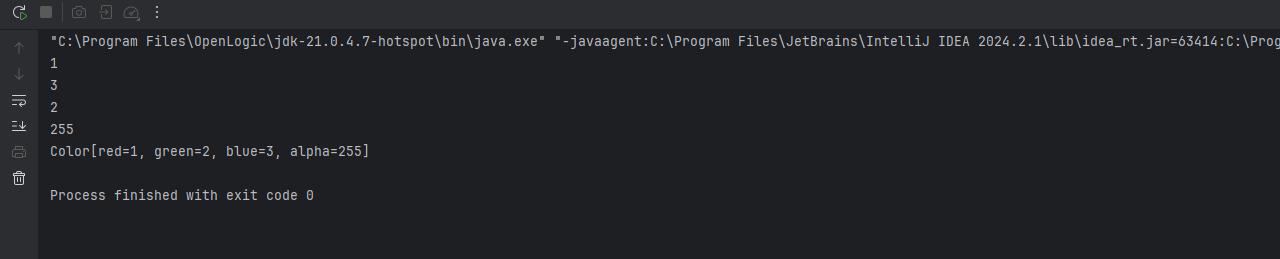 "C:\Program Files\OpenLogic\jdk-21.0.4.7-hotspot\bin\java.exe" "-javaagent:C:\Program Files\JetBrains\IntelliJ IDEA 2024.2.1\lib\idea_rt.jar=63414:C:\Prog
1
3
2
255
Color[red=1, green=2, blue=3, alpha=255]
Process finished with exit code 0